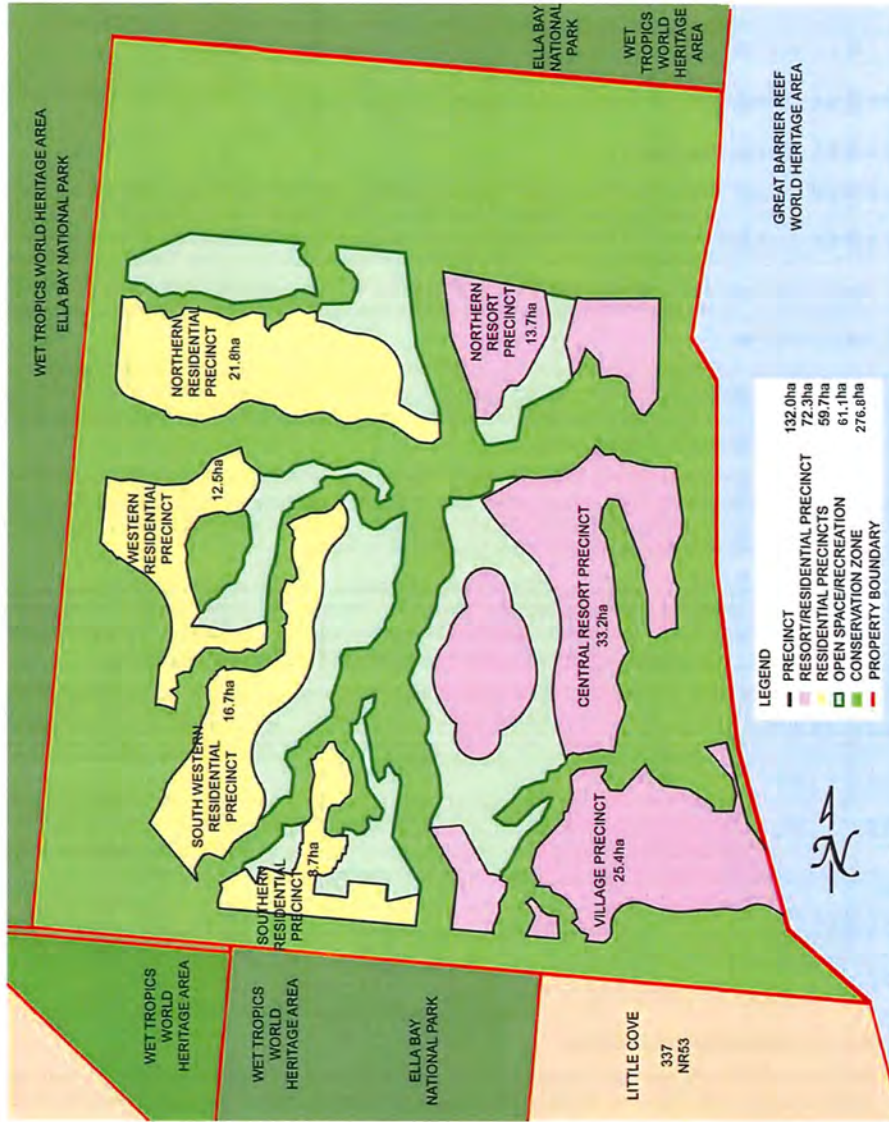 WET TROPICS WORLD HERITAGE AREA
ELLA BAY NATIONAL PARK
ELLA BAY
NATIONAL
PARK
WET
TROPICS
WORLD
HERITAGE
AREA
GREAT BARRIER REEF
WORLD HERITAGE AREA
NORTHERN
RESIDENTIAL
PRECINCT
21.8ha
NORTHERN
RESORT
PRECINCT
13.7ha
WESTERN
RESIDENTIAL
PRECINCT
12.5ha
SOUTH WESTERN
RESIDENTIAL
PRECINCT
16.7ha
CENTRAL RESORT PRECINCT
33.2ha
SOUTHERN
RESIDENTIAL
PRECINCT
8.7ha
VILLAGE PRECINCT
25.4ha
WET TROPICS
WORLD
HERITAGE AREA
WET TROPICS
WORLD
HERITAGE AREA
ELLA BAY
NATIONAL PARK
LITTLE COVE
337
NR53
LEGEND
PRECINCT 132.0ha
RESORT/RESIDENTIAL PRECINCT 72.3ha
RESIDENTIAL PRECINCTS 59.7ha
OPEN SPACE/RECREATION 61.1ha
CONSERVATION ZONE 276.8ha
PROPERTY BOUNDARY
N